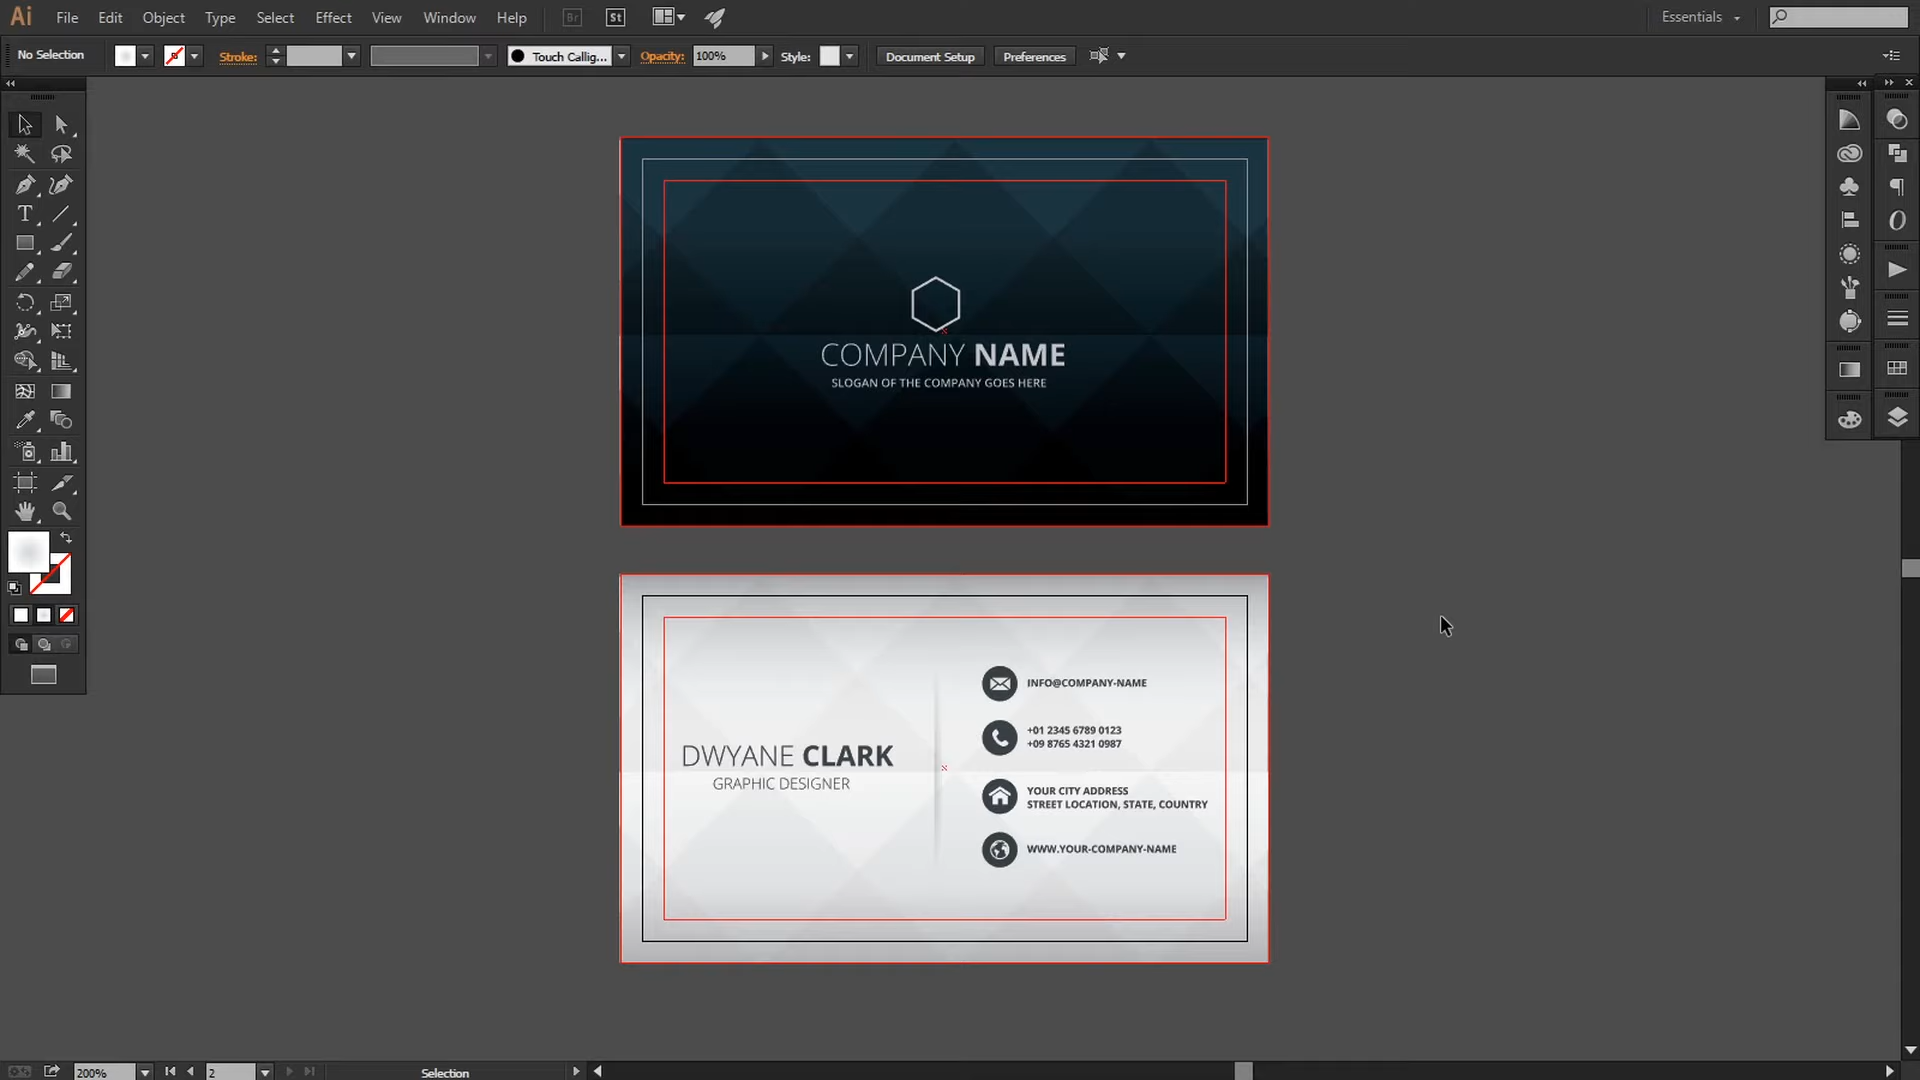 Ai File Edit Object Type Select Effect View Window Help Br St Essentials
No Selection Stroke: Touch Callig... Opacity: 100% Style: Document Setup Preferences
COMPANY NAME
SLOGAN OF THE COMPANY GOES HERE
INFO@COMPANY-NAME
+01 2345 6789 0123
+09 8765 4321 0987
DWYANE CLARK
GRAPHIC DESIGNER
YOUR CITY ADDRESS
STREET LOCATION, STATE, COUNTRY
WWW.YOUR-COMPANY-NAME
200% 2 Selection